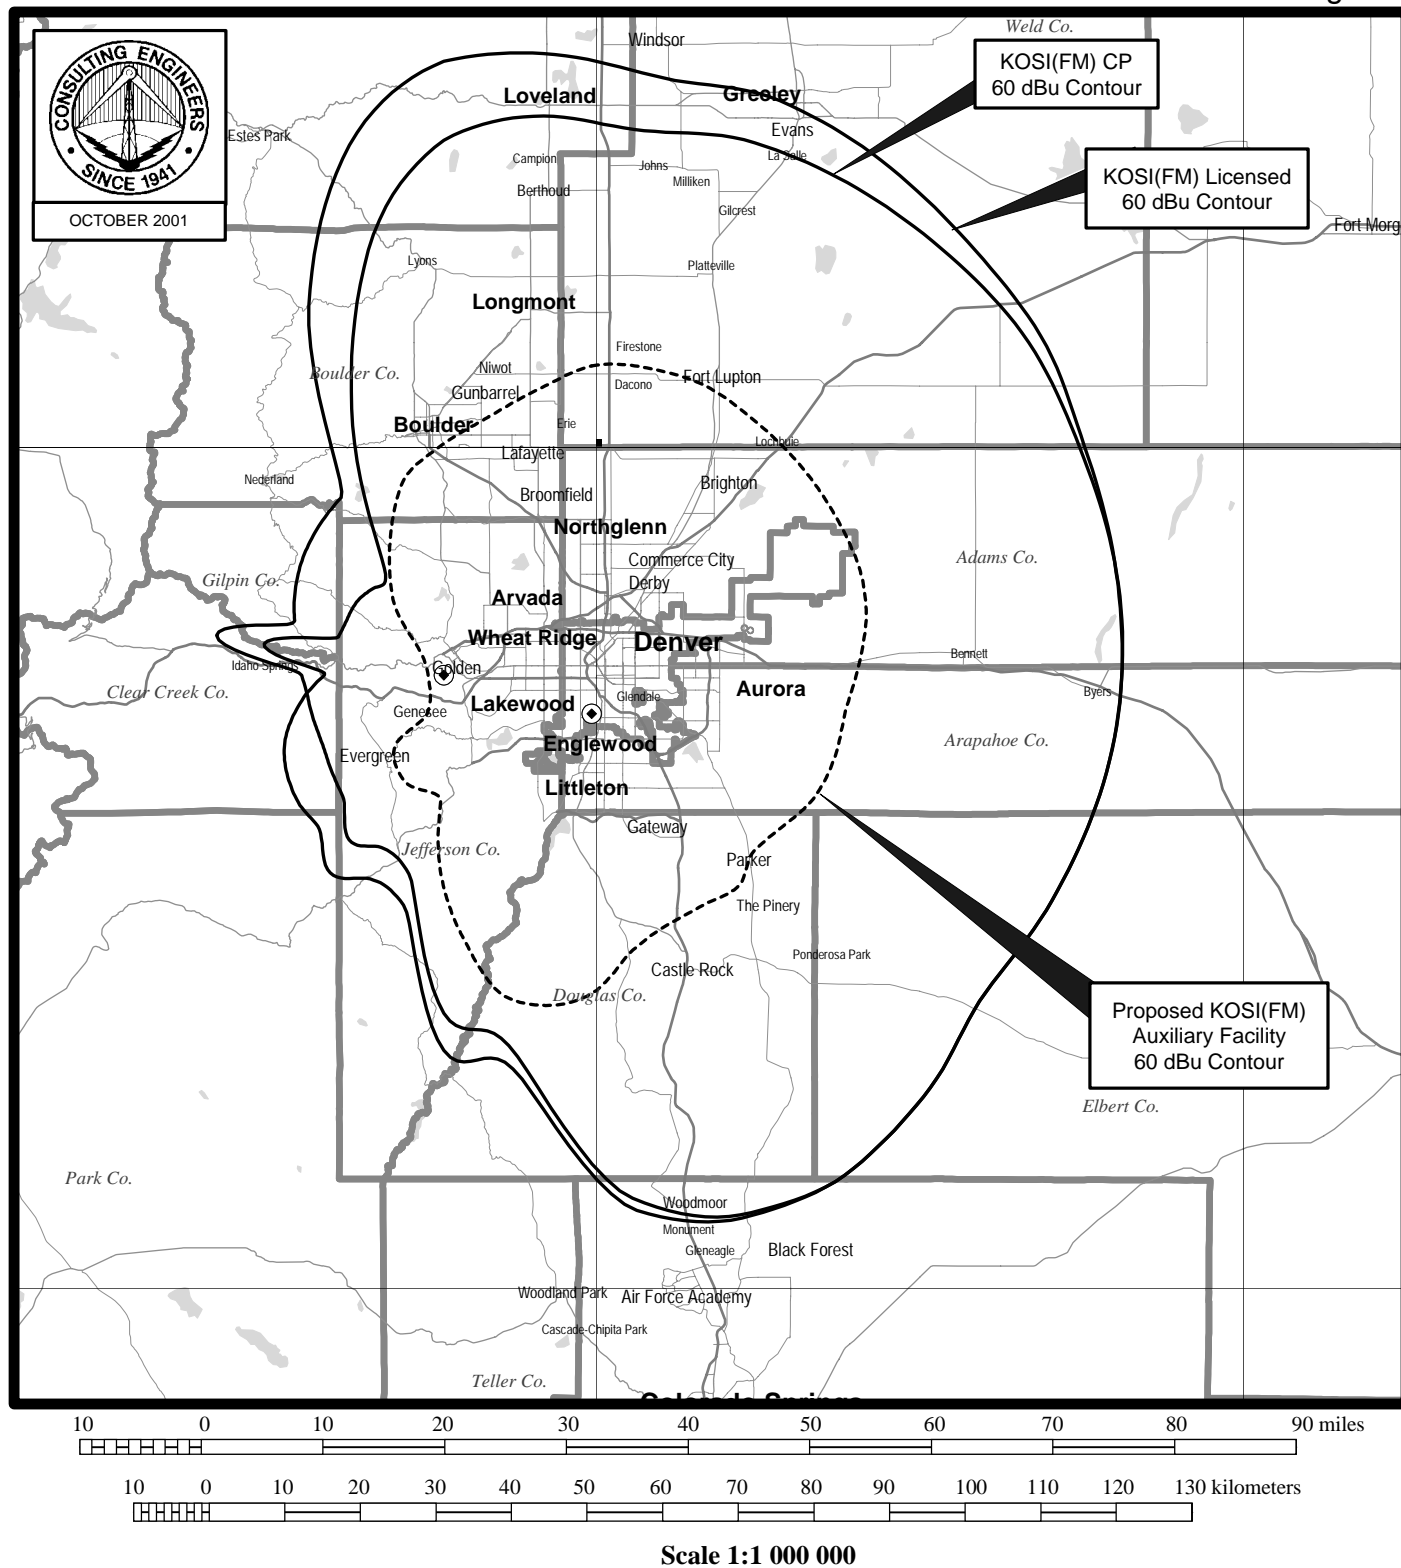 g
CONSULTING ENGINEERS
SINCE 1941
OCTOBER 2001
Weld Co.
Windsor
KOSI(FM) CP
60 dBu Contour
Loveland
Greeley
Evans
Estes Park
Campion
Johns
La Salle
Milliken
Berthoud
KOSI(FM) Licensed
60 dBu Contour
Gilcrest
Fort Morg
Lyons
Platteville
Longmont
Firestone
Niwot
Boulder Co.
Gunbarrel
Dacono
Fort Lupton
Boulder
Erie
Lochbuie
Lafayette
Nederland
Brighton
Broomfield
Northglenn
Commerce City
Adams Co.
Gilpin Co.
Derby
Arvada
Wheat Ridge
Denver
Bennett
Idaho Springs
Golden
Clear Creek Co.
Aurora
Byers
Lakewood
Glendale
Genesee
Englewood
Arapahoe Co.
Evergreen
Littleton
Gateway
Jefferson Co.
Parker
The Pinery
Ponderosa Park
Castle Rock
Douglas Co.
Proposed KOSI(FM)
Auxiliary Facility
60 dBu Contour
Elbert Co.
Park Co.
Woodmoor
Monument
Gleneagle
Black Forest
Woodland Park
Air Force Academy
Cascade-Chipita Park
Teller Co.
Colorado Springs
10 0 10 20 30 40 50 60 70 80 90 miles
10 0 10 20 30 40 50 60 70 80 90 100 110 120 130 kilometers
Scale 1:1 000 000